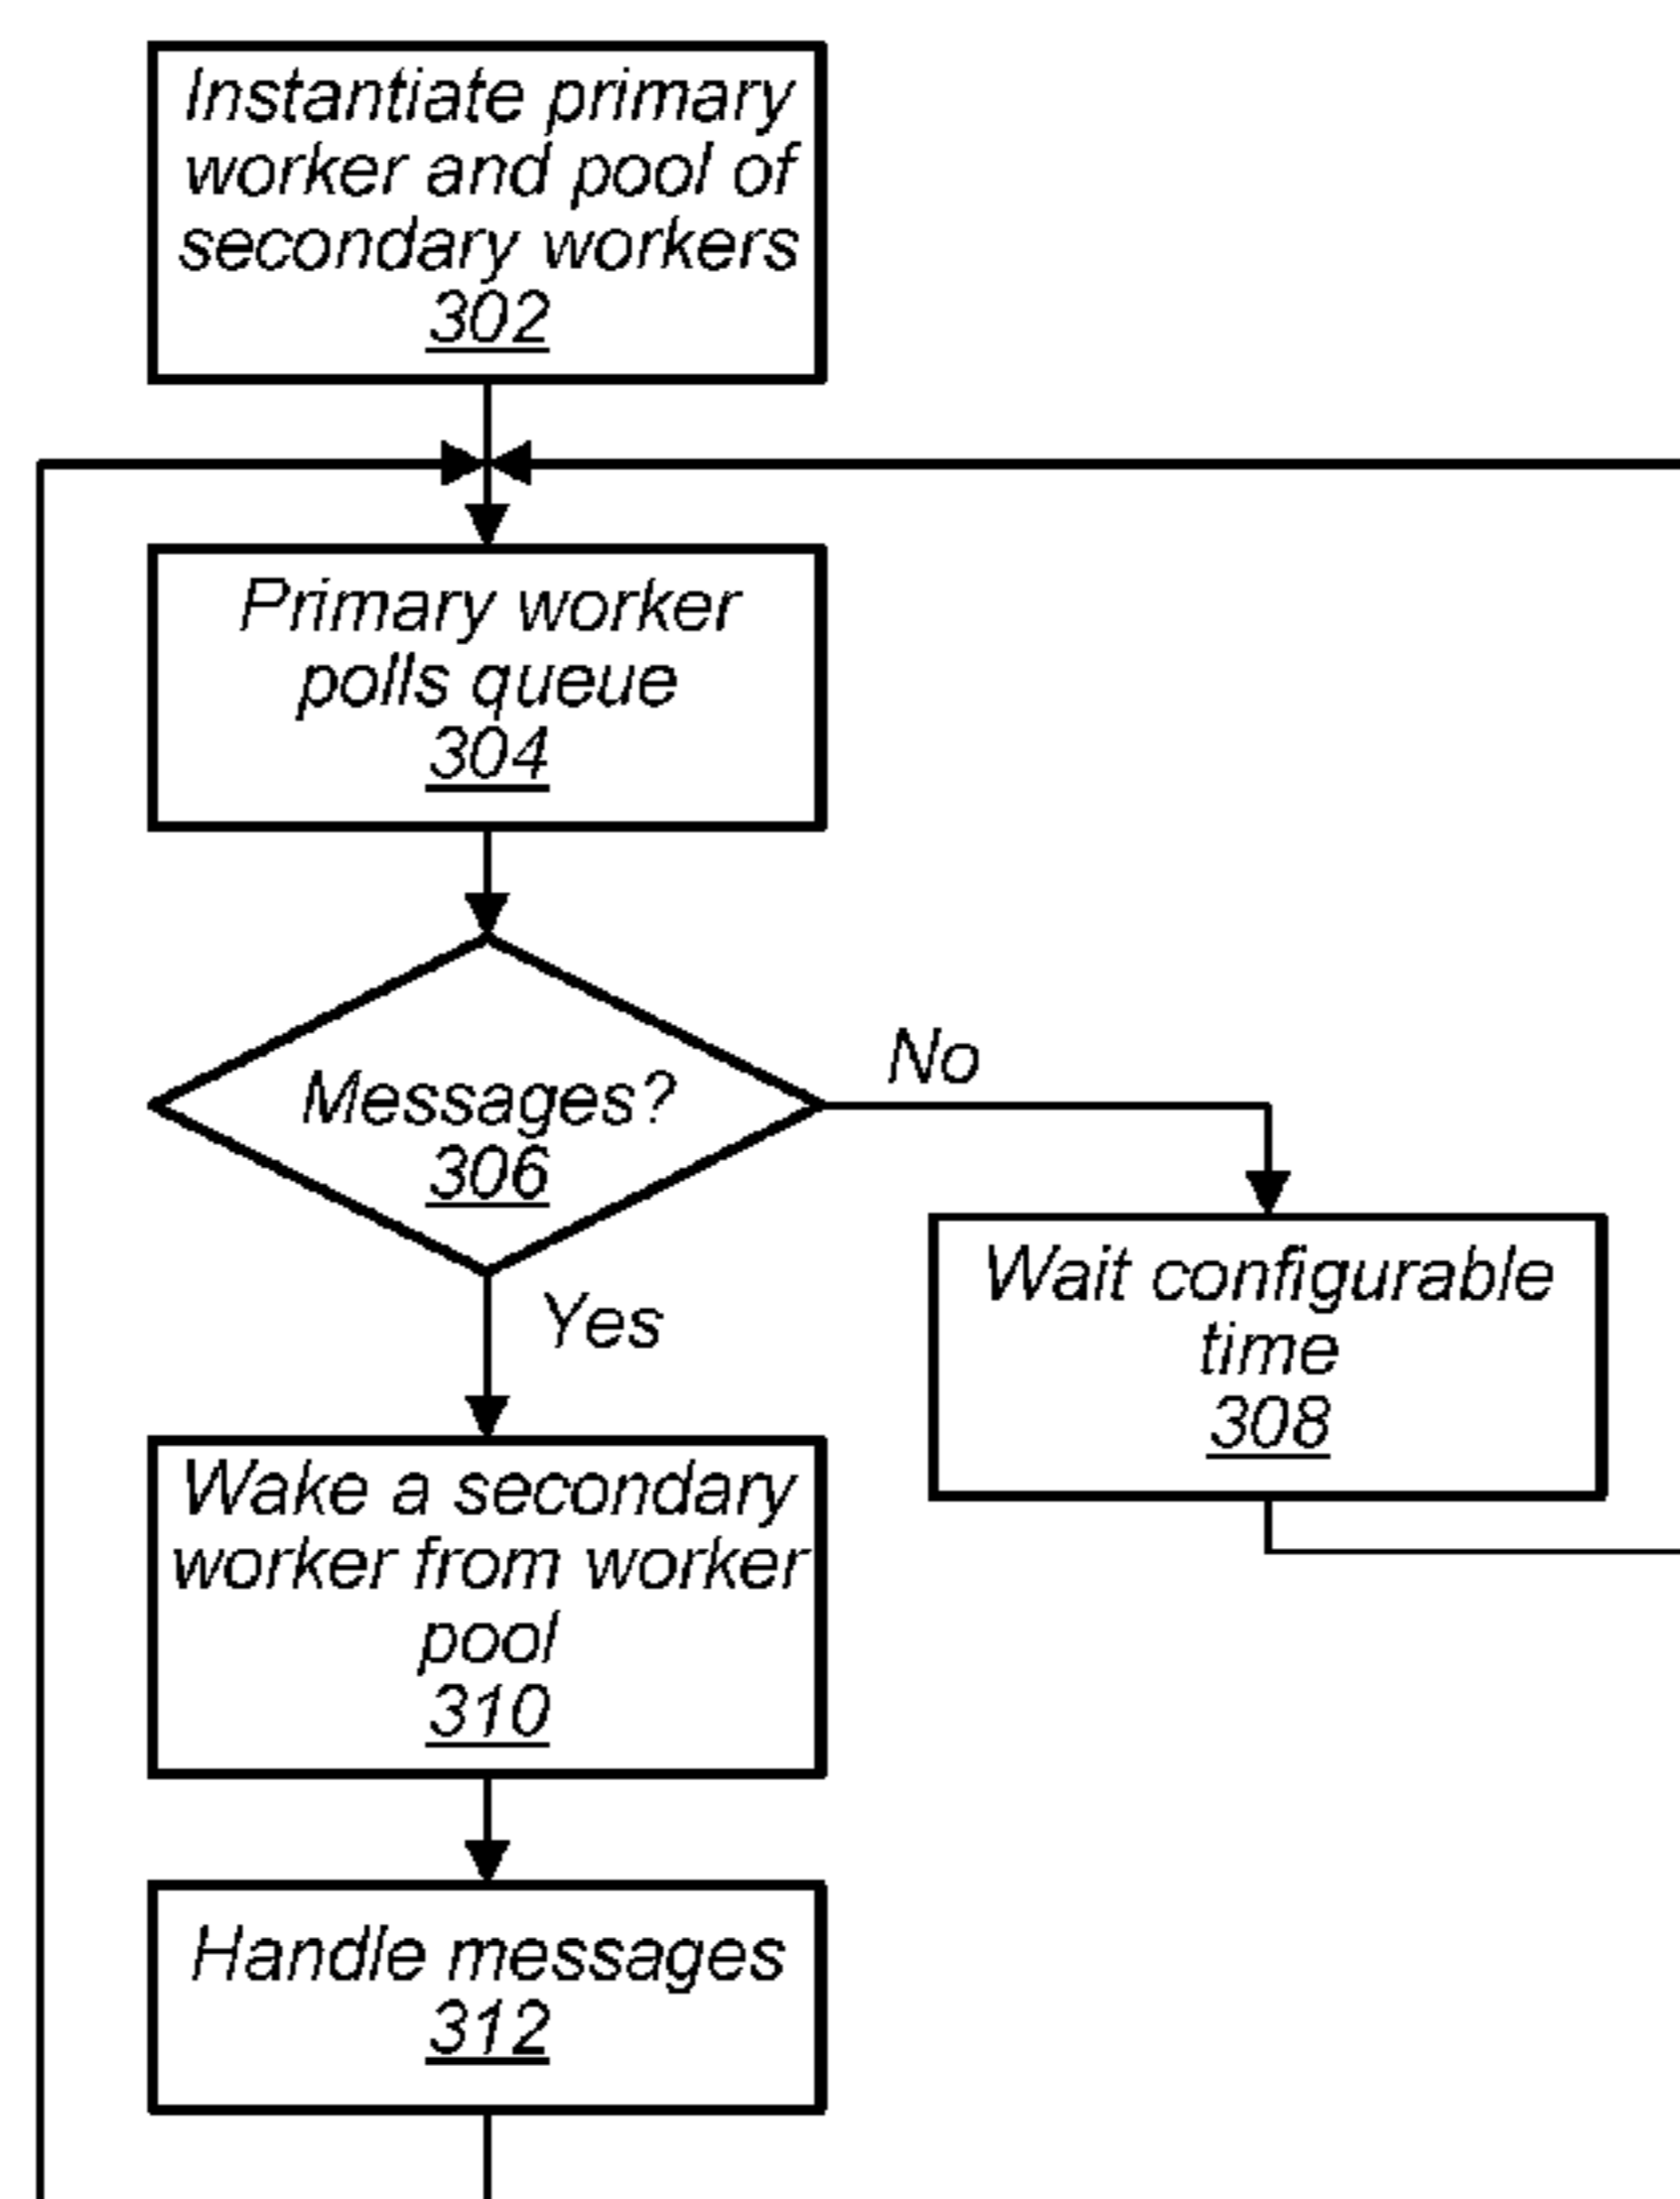 Instantiate primary
worker and pool of
secondary workers
302
Primary worker
polls queue
304
Messages?
306
No
Yes
Wait configurable
time
308
Wake a secondary
worker from worker
pool
310
Handle messages
312